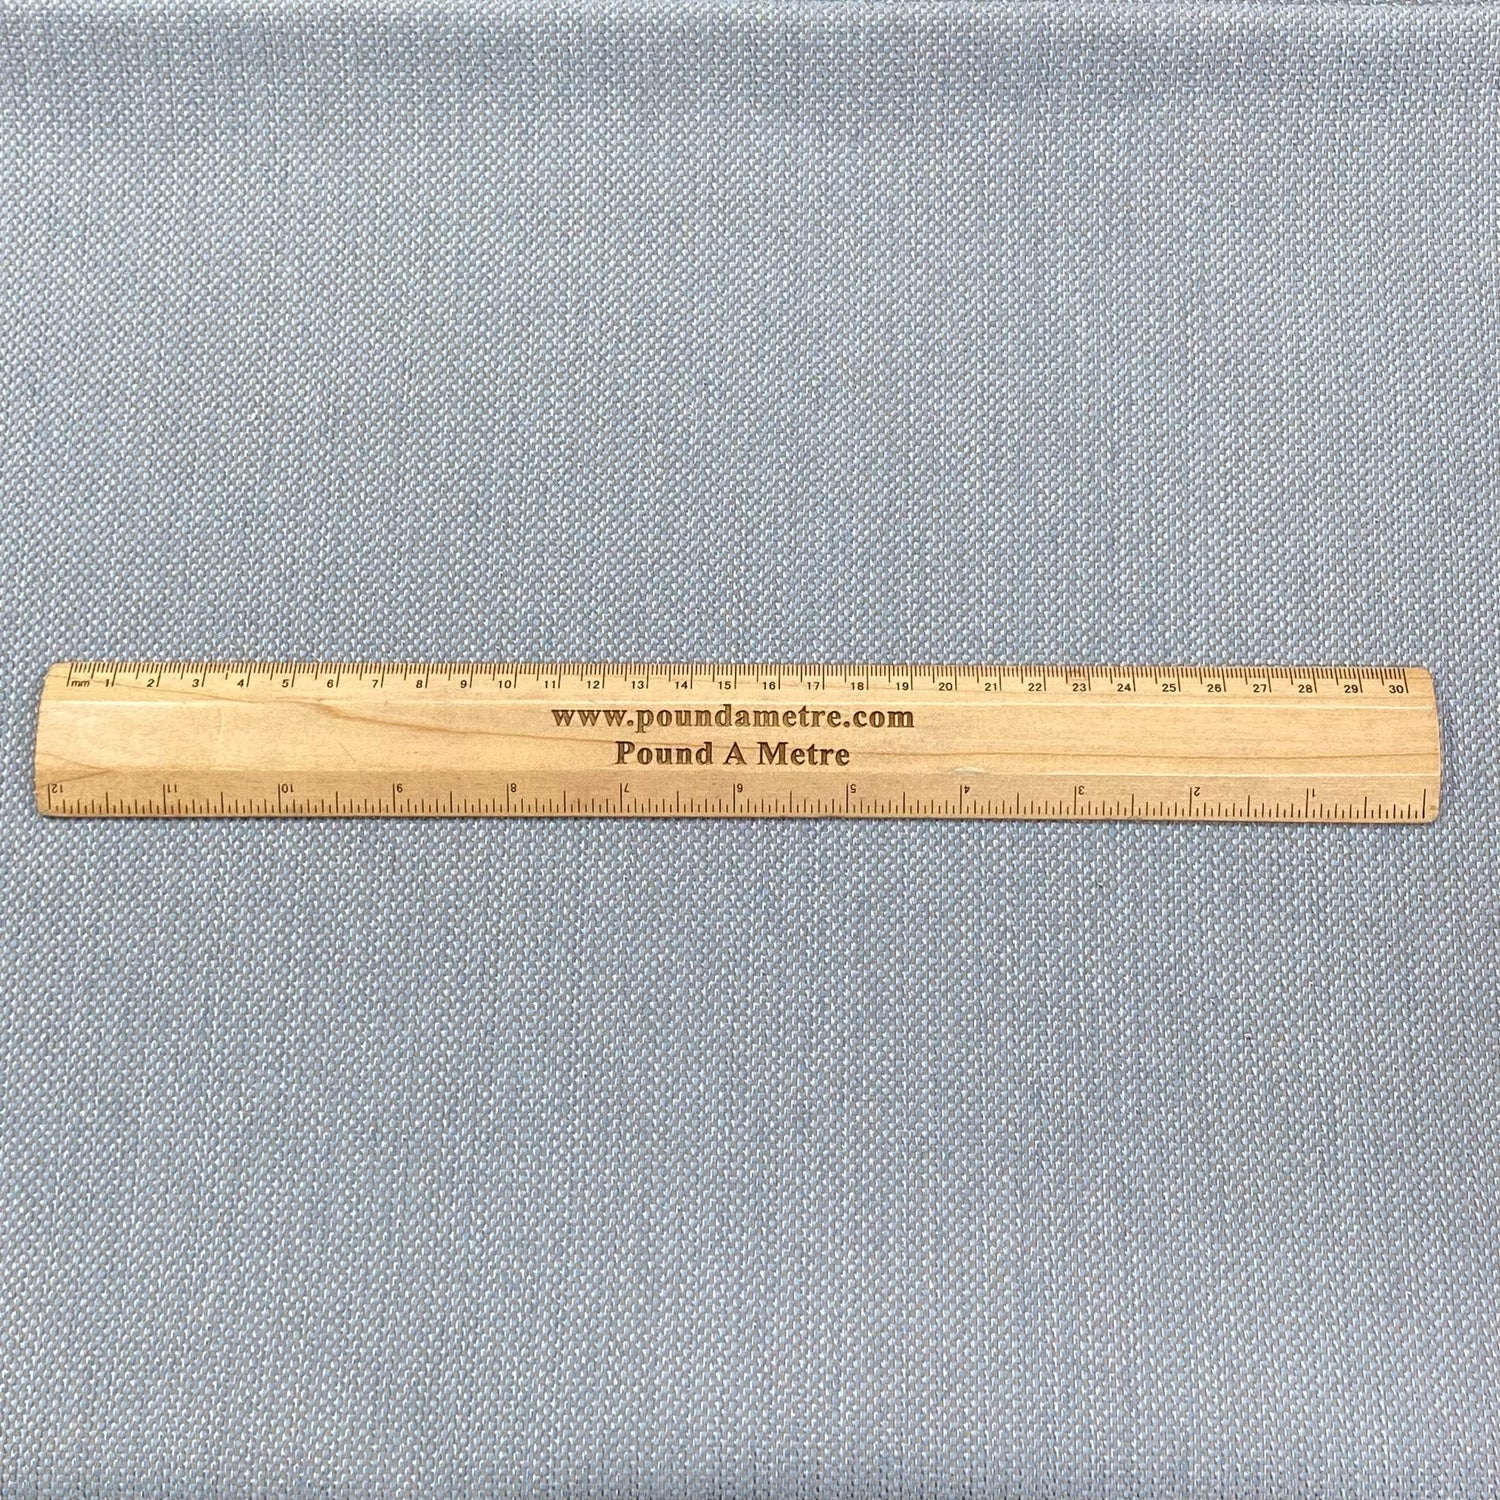 mm 1 2 3 4 5 6 7 8 9 10 11 12 13 14 15 16 17 18 19 20 21 22 23 24 25 26 27 28 29 30
www.poundametre.com
Pound A Metre
12 11 10 9 8 7 6 5 4 3 2 1